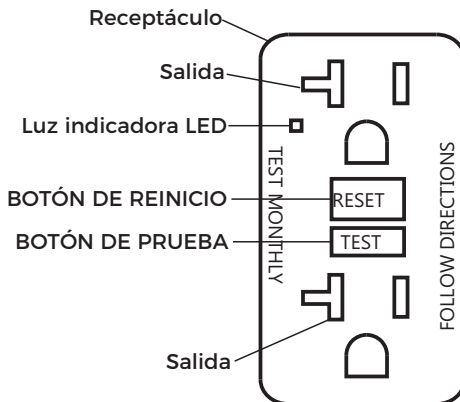 Receptáculo
Salida
Luz indicadora LED
TEST MONTHLY
FOLLOW DIRECTIONS
BOTÓN DE REINICIO
RESET
BOTÓN DE PRUEBA
TEST
Salida